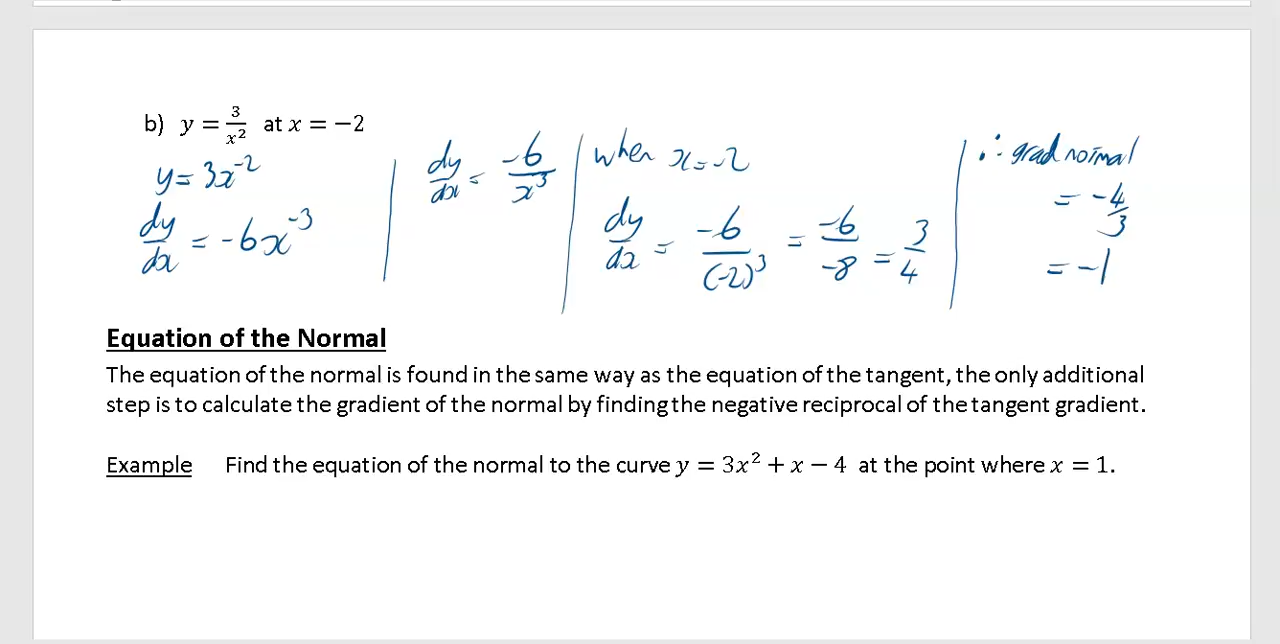 b) y = 3/x² at x = −2
y = 3x⁻²
dy/dx = -6x⁻³
dy/dx = -6/x³
when x = -2
dy/dx = -6/(-2)³ = -6/-8 = 3/4
∴ grad normal
= -4/3
= -1
Equation of the Normal
The equation of the normal is found in the same way as the equation of the tangent, the only additional
step is to calculate the gradient of the normal by finding the negative reciprocal of the tangent gradient.
Example Find the equation of the normal to the curve y = 3x² + x − 4 at the point where x = 1.